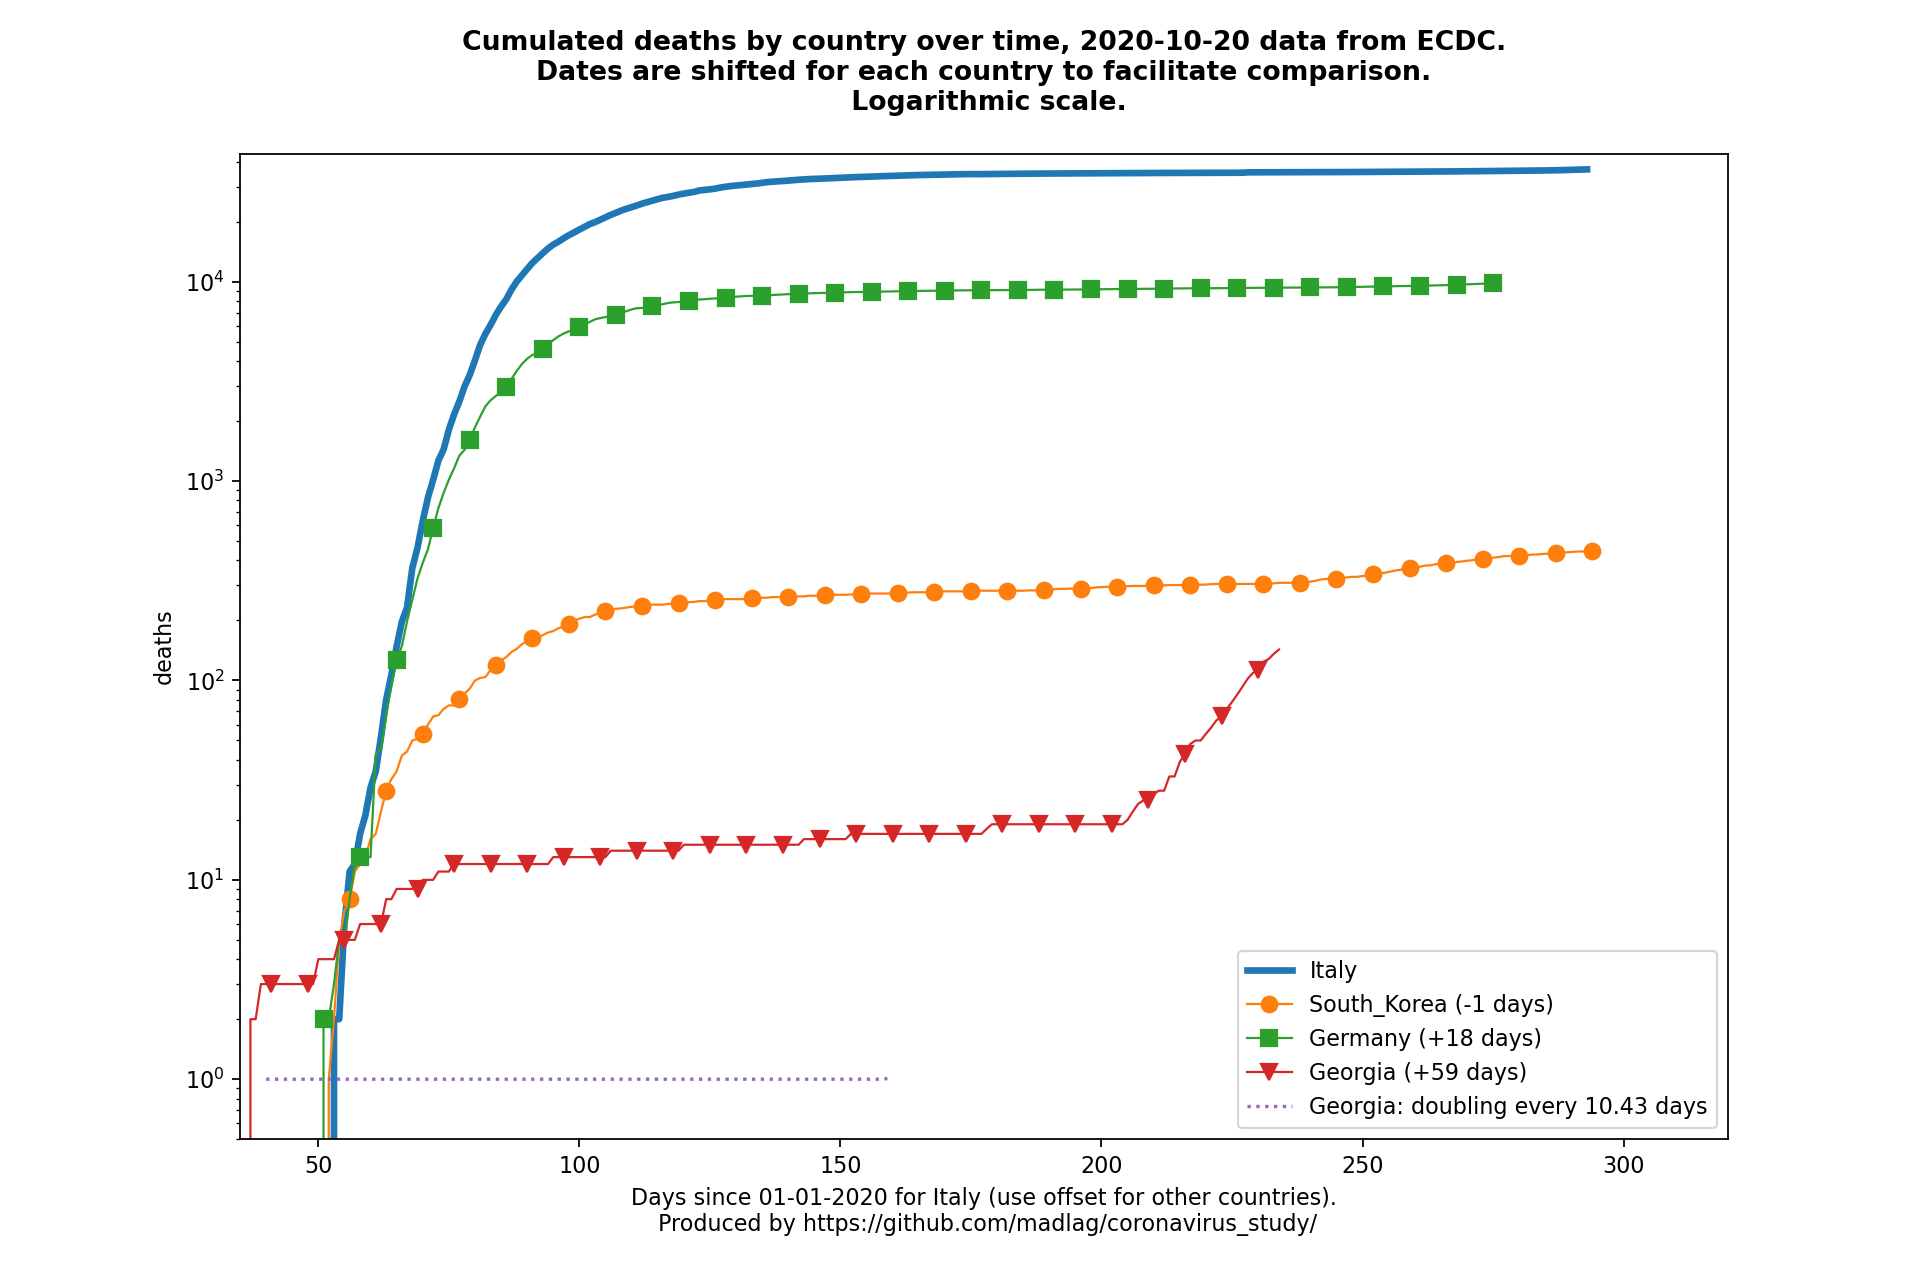 Cumulated deaths by country over time, 2020-10-20 data from ECDC.
Dates are shifted for each country to facilitate comparison.
Logarithmic scale.
10^4
10^3
10^2
10^1
10^0
deaths
Italy
South_Korea (-1 days)
Germany (+18 days)
Georgia (+59 days)
Georgia: doubling every 10.43 days
50 100 150 200 250 300
Days since 01-01-2020 for Italy (use offset for other countries).
Produced by https://github.com/madlag/coronavirus_study/